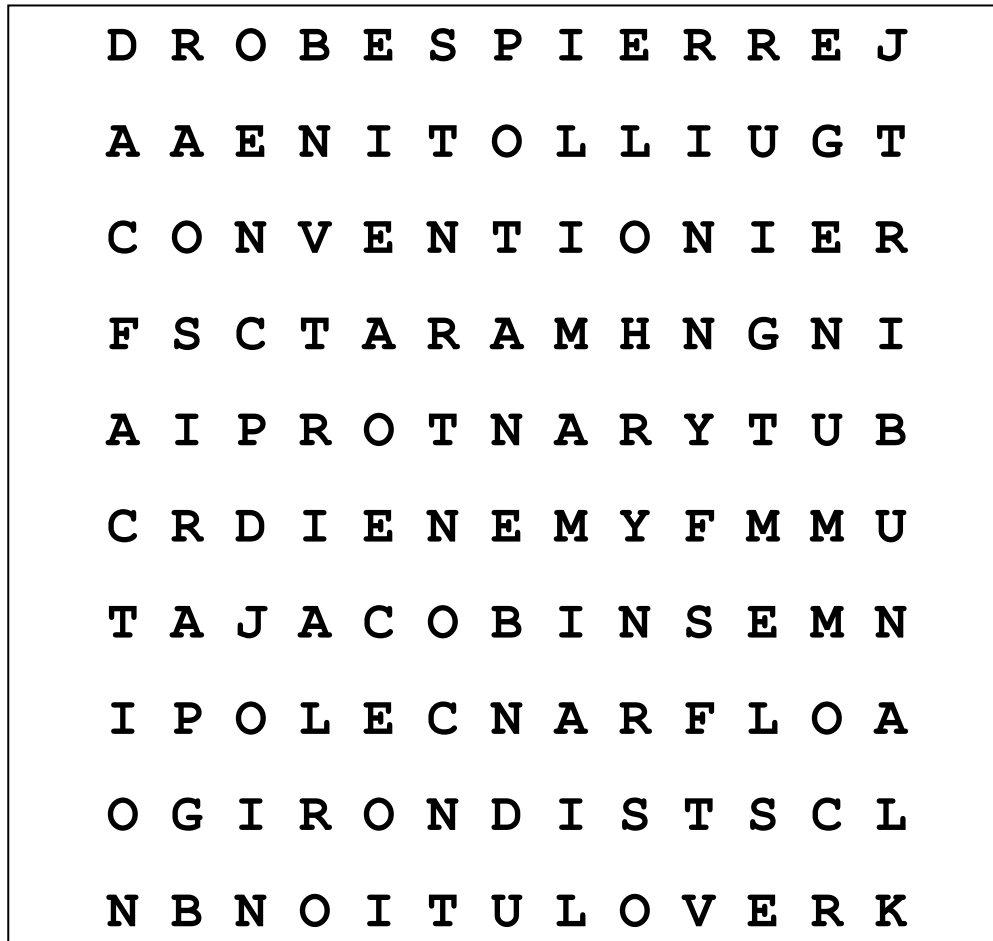 D R O B E S P I E R R E J
A A E N I T O L L I U G T
C O N V E N T I O N I E R
F S C T A R A M H N G N I
A I P R O T N A R Y T U B
C R D I E N E M Y F M M U
T A J A C O B I N S E M N
I P O L E C N A R F L O A
O G I R O N D I S T S C L
N B N O I T U L O V E R K